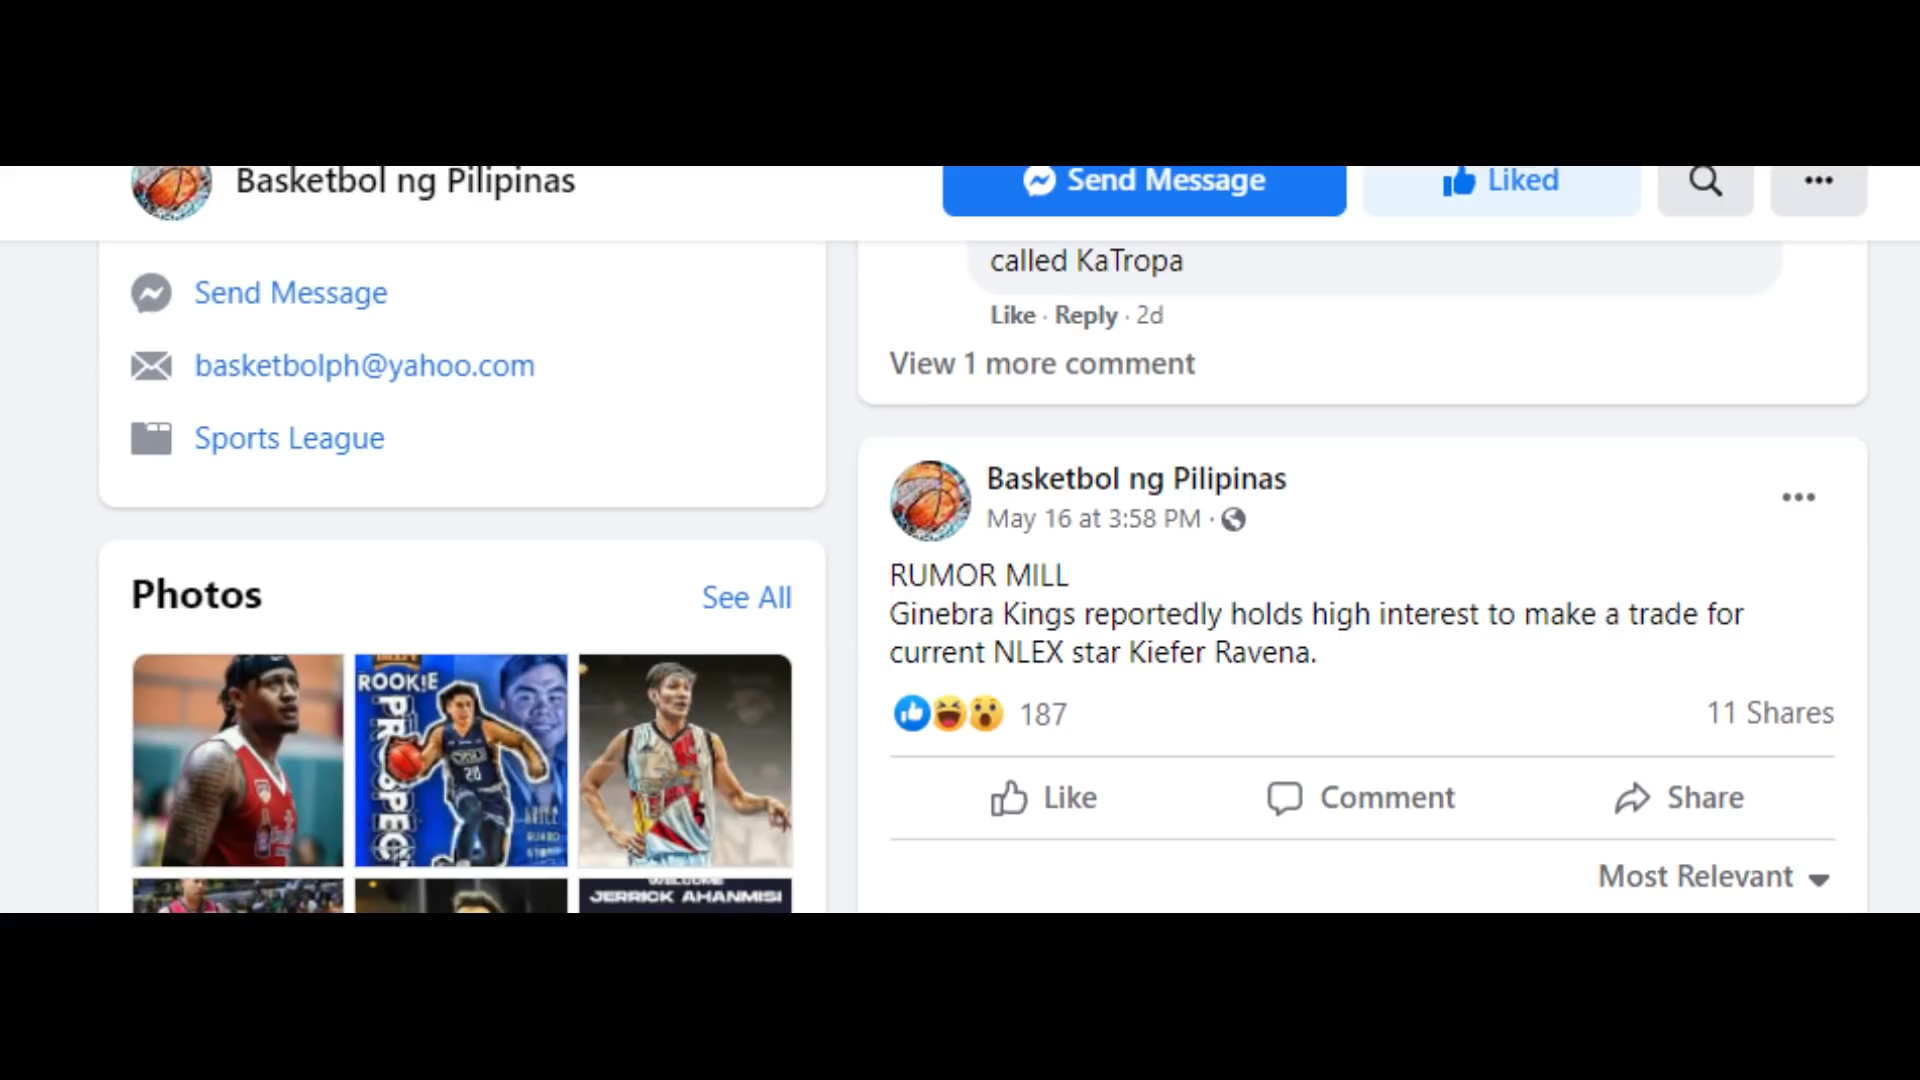 Basketbol ng Pilipinas
Send Message
Liked
Send Message
basketbolph@yahoo.com
Sports League
Photos
See All
ROOKIE
PROSPECT
20
WELCOME
JERRICK AHANMISI
called KaTropa
Like · Reply · 2d
View 1 more comment
Basketbol ng Pilipinas
May 16 at 3:58 PM ·
RUMOR MILL
Ginebra Kings reportedly holds high interest to make a trade for
current NLEX star Kiefer Ravena.
187
11 Shares
Like
Comment
Share
Most Relevant